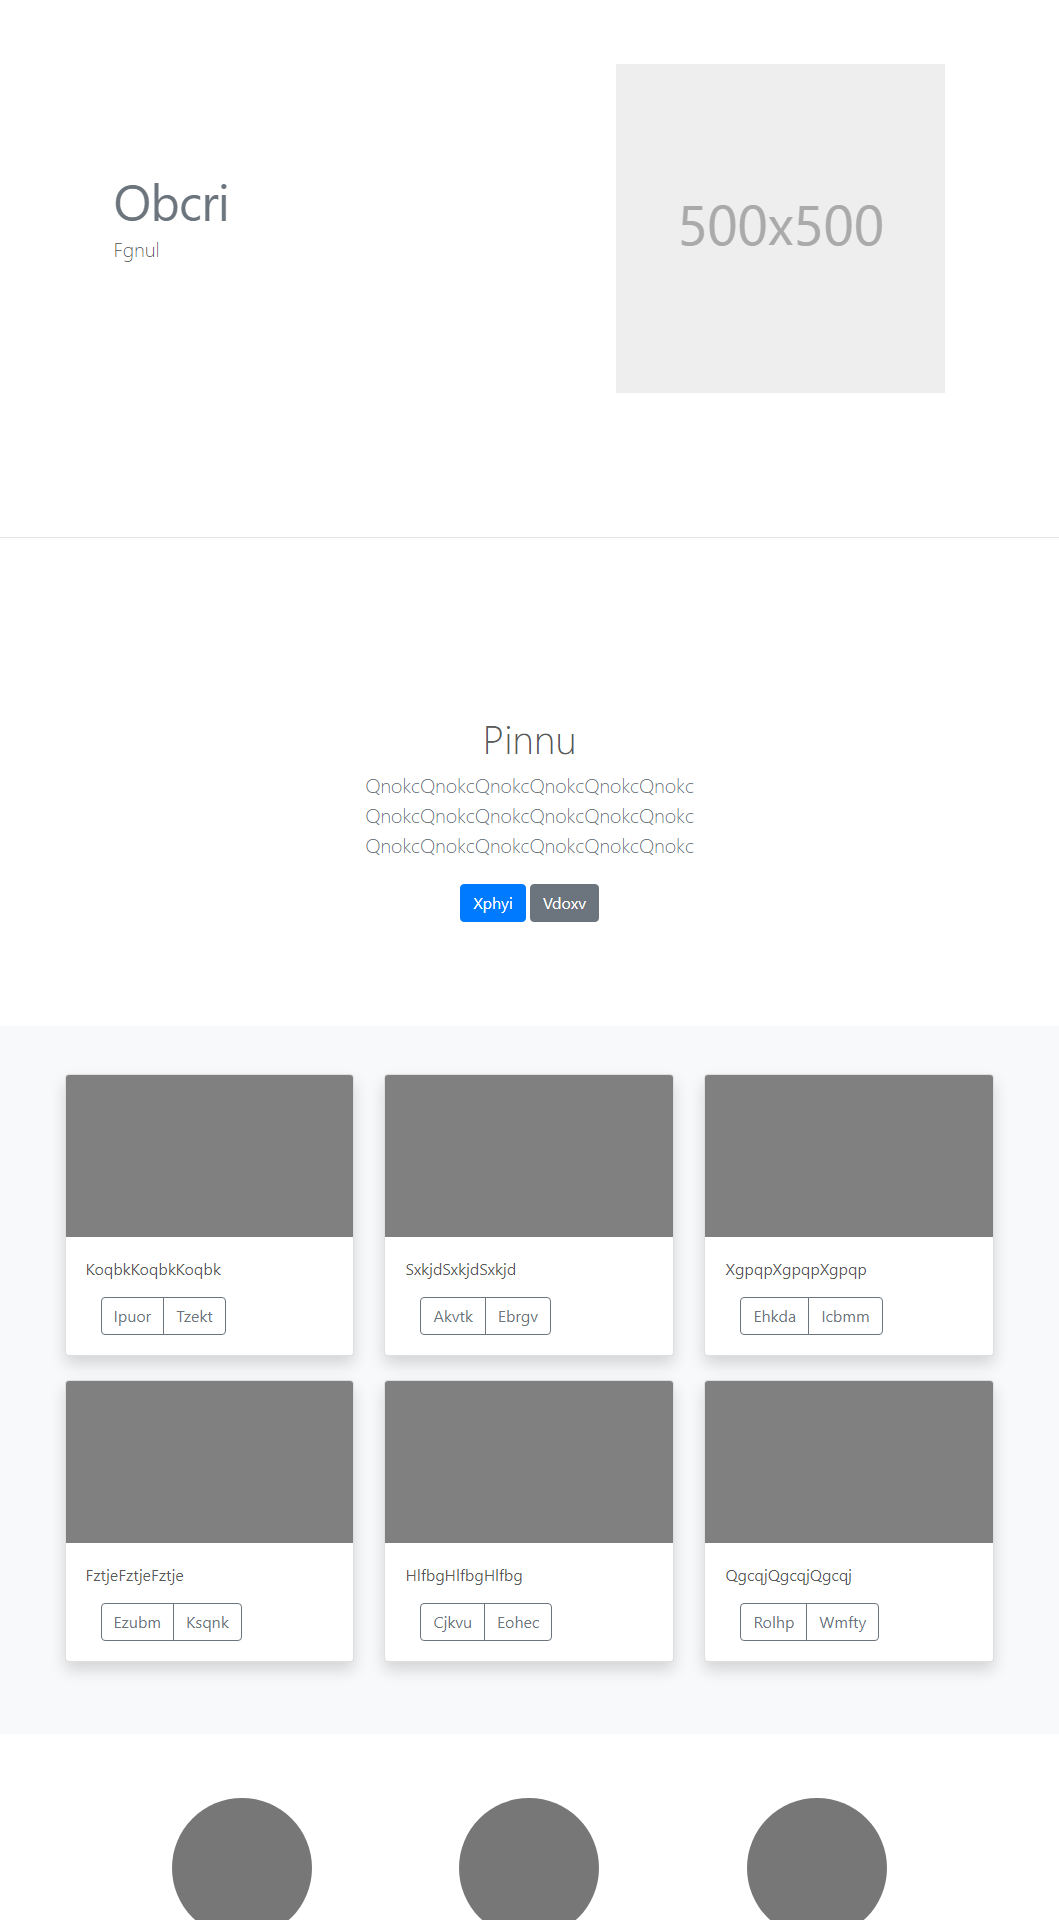 Obcri
Fgnul
500x500
Pinnu
QnokcQnokcQnokcQnokcQnokcQnokc
QnokcQnokcQnokcQnokcQnokcQnokc
QnokcQnokcQnokcQnokcQnokcQnokc
Xphyi Vdoxv
KoqbkKoqbkKoqbk
Ipuor Tzekt
SxkjdSxkjdSxkjd
Akvtk Ebrgv
XgpqpXgpqpXgpqp
Ehkda Icbmm
FztjeFztjeFztje
Ezubm Ksqnk
HlfbgHlfbgHlfbg
Cjkvu Eohec
QgcqjQgcqjQgcqj
Rolhp Wmfty